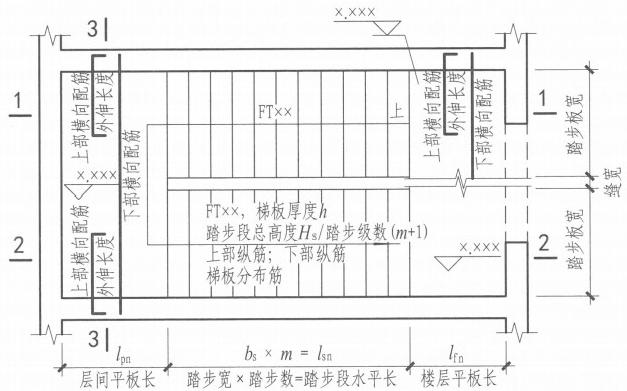 x.xxx
3
1
上部横向配筋
外伸长度
下部横向配筋
FT××
上
上部横向配筋
外伸长度
下部横向配筋
1
踏步板宽
缝宽
x.xxx
FT××，梯板厚度h
踏步段总高度Hs/踏步级数(m+1)
上部纵筋；下部纵筋
梯板分布筋
2
上部横向配筋
外伸长度
x.xxx
2
踏步板宽
3
lpn
bs × m = lsn
lfn
层间平板长
踏步宽×踏步数=踏步段水平长
楼层平板长